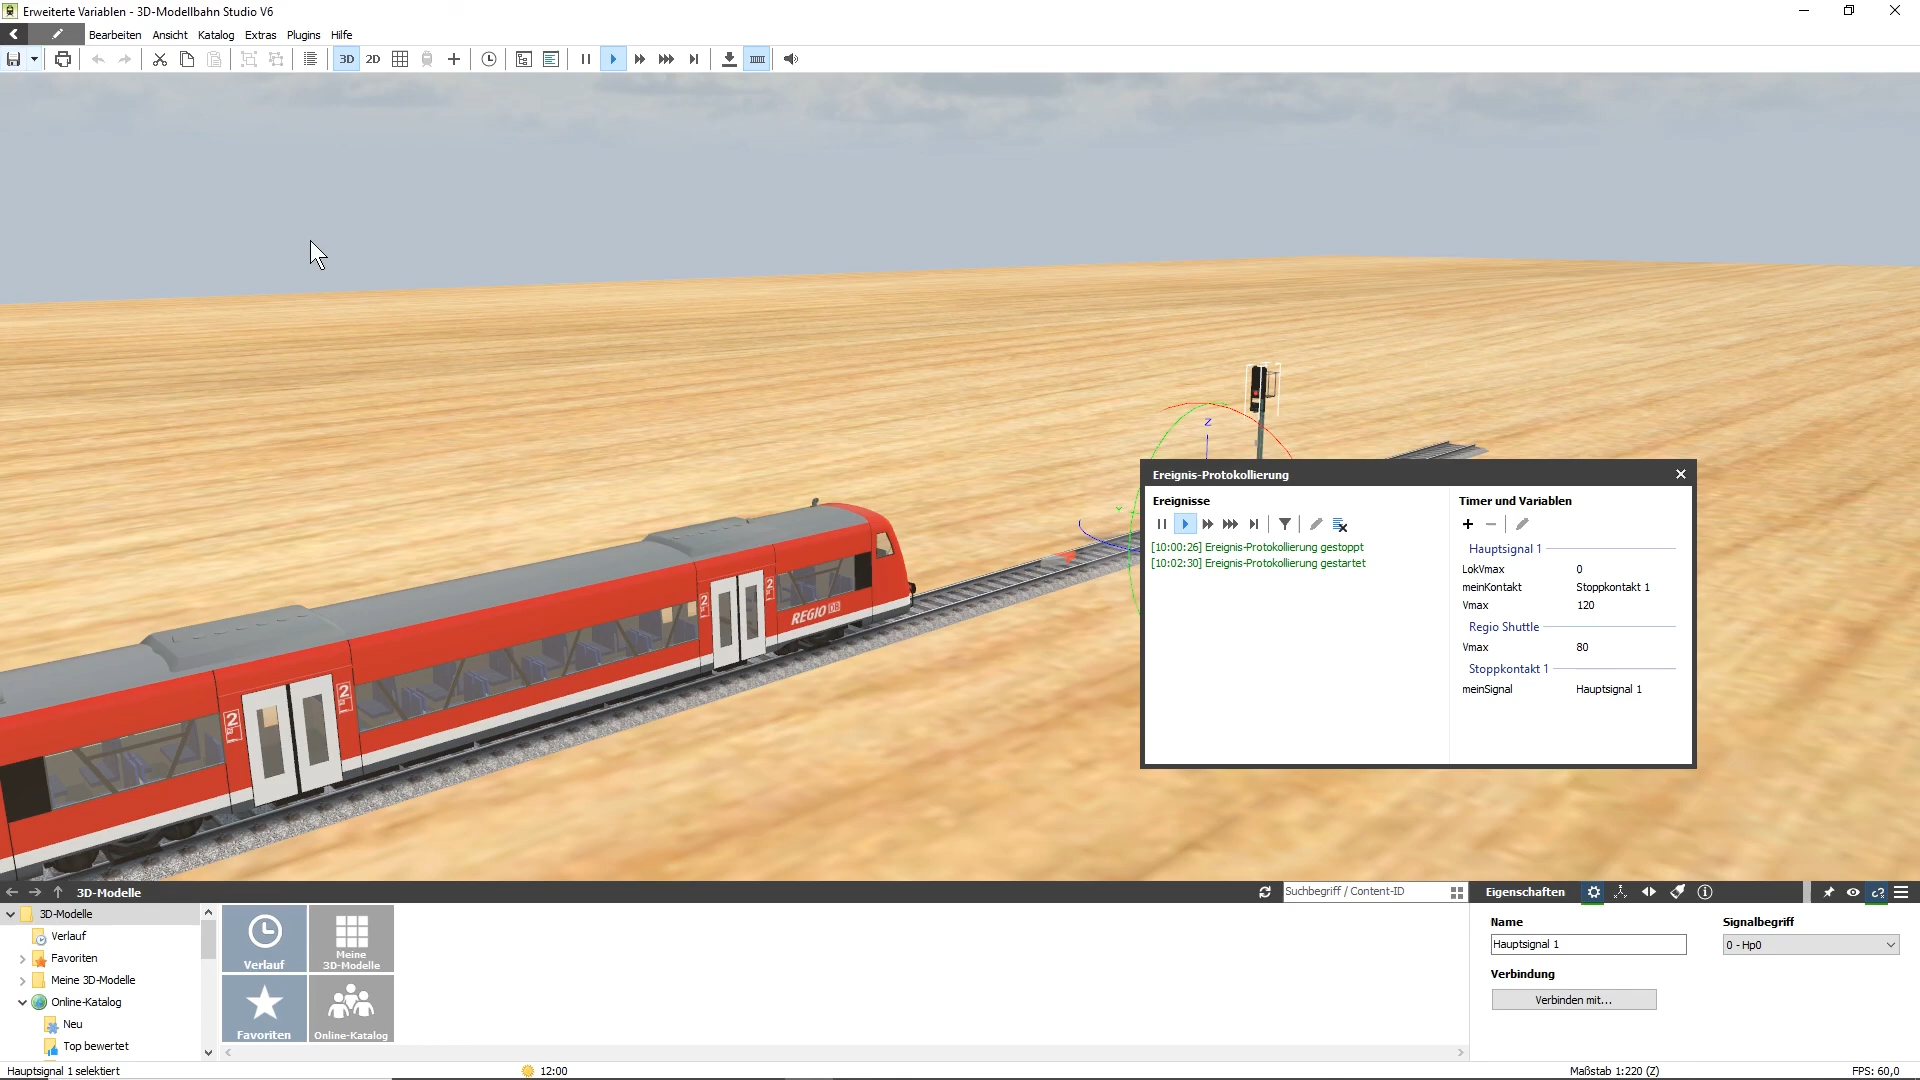 Erweiterte Variablen - 3D-Modellbahn Studio V6
Bearbeiten Ansicht Katalog Extras Plugins Hilfe
3D 2D
Z
Y
2
2
REGIO DB
2
2
Ereignis-Protokollierung
Ereignisse
[10:00:26] Ereignis-Protokollierung gestoppt
[10:02:30] Ereignis-Protokollierung gestartet
Timer und Variablen
Hauptsignal 1
LokVmax 0
meinKontakt Stoppkontakt 1
Vmax 120
Regio Shuttle
Vmax 80
Stoppkontakt 1
meinSignal Hauptsignal 1
3D-Modelle
Suchbegriff / Content-ID
3D-Modelle
Verlauf
Favoriten
Meine 3D-Modelle
Online-Katalog
Neu
Top bewertet
Verlauf
Meine
3D-Modelle
Favoriten
Online-Katalog
Eigenschaften
Name
Hauptsignal 1
Signalbegriff
0 - Hp0
Verbindung
Verbinden mit...
Hauptsignal 1 selektiert
12:00
Maßstab 1:220 (Z)
FPS: 60,0